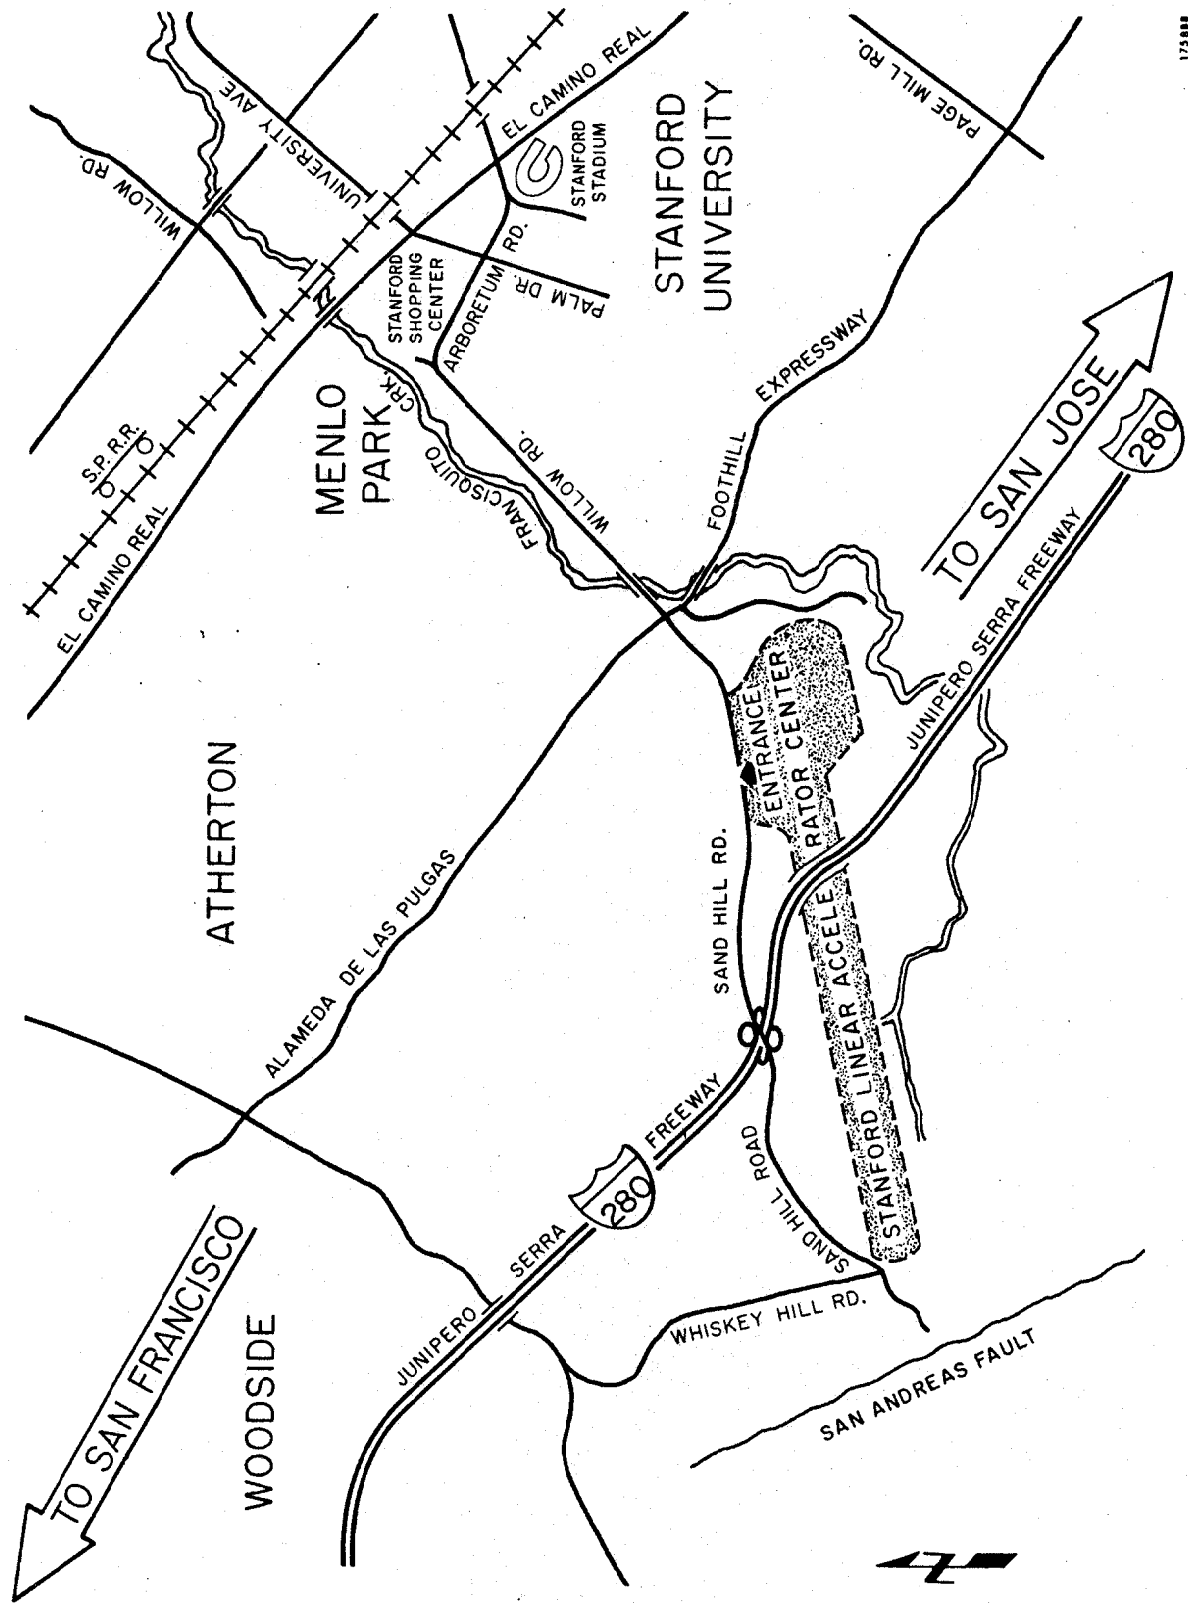 TO SAN FRANCISCO
WOODSIDE
ATHERTON
MENLO
PARK
STANFORD
UNIVERSITY
S.P. R.R.
EL CAMINO REAL
EL CAMINO REAL
WILLOW RD.
UNIVERSITY AVE
STANFORD
SHOPPING
CENTER
STANFORD
STADIUM
ARBORETUM RD.
PALM DR.
FRANCISQUITO CRK.
WILLOW RD.
ALAMEDA DE LAS PULGAS
FOOTHILL EXPRESSWAY
PAGE MILL RD.
JUNIPERO SERRA FREEWAY
280
SAND HILL RD.
ENTRANCE
STANFORD LINEAR ACCELERATOR CENTER
SAND HILL ROAD
WHISKEY HILL RD.
SAN ANDREAS FAULT
JUNIPERO SERRA FREEWAY
280
TO SAN JOSE
N